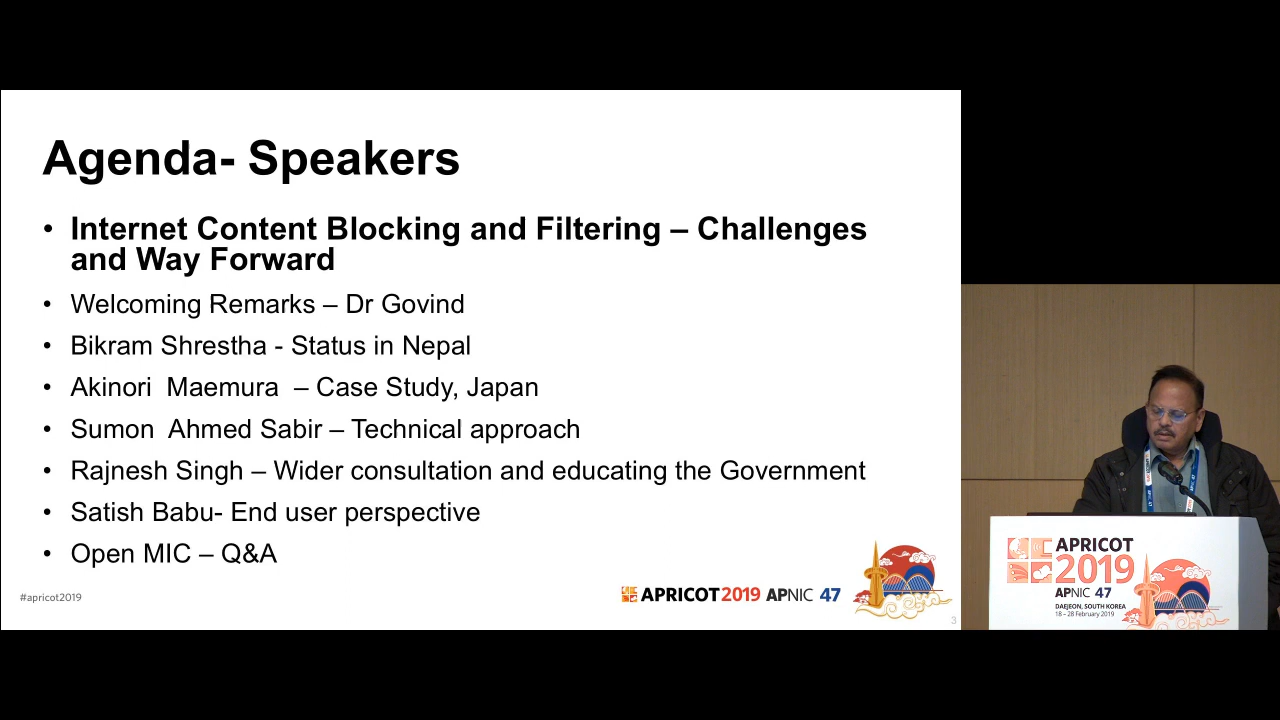 Agenda- Speakers
• Internet Content Blocking and Filtering – Challenges
and Way Forward
• Welcoming Remarks – Dr Govind
• Bikram Shrestha - Status in Nepal
• Akinori  Maemura  – Case Study, Japan
• Sumon  Ahmed Sabir – Technical approach
• Rajnesh Singh – Wider consultation and educating the Government
• Satish Babu- End user perspective
• Open MIC – Q&A
#apricot2019
APRICOT2019 APNIC 47
3
APRICOT
2019
APNIC 47
DAEJEON, SOUTH KOREA
18 – 28 February 2019